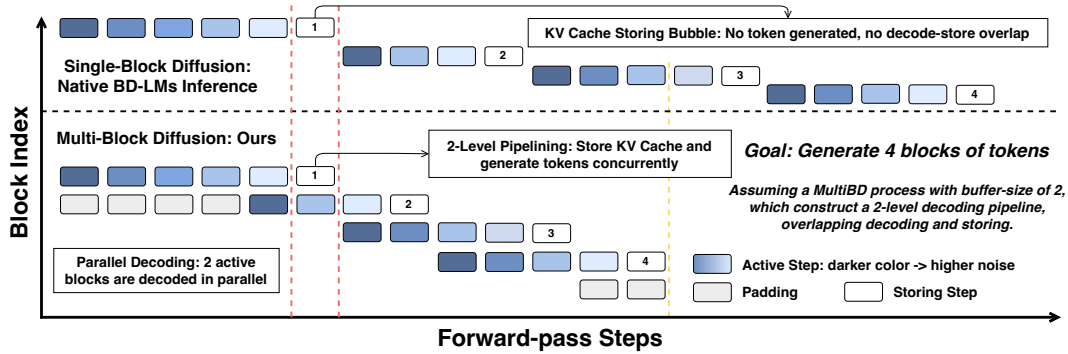 1
KV Cache Storing Bubble: No token generated, no decode-store overlap
2
Single-Block Diffusion:
Native BD-LMs Inference
3
4
Multi-Block Diffusion: Ours
2-Level Pipelining: Store KV Cache and
generate tokens concurrently
Goal: Generate 4 blocks of tokens
1
Assuming a MultiBD process with buffer-size of 2,
which construct a 2-level decoding pipeline,
overlapping decoding and storing.
2
3
Parallel Decoding: 2 active
blocks are decoded in parallel
4
Active Step: darker color -> higher noise
Padding
Storing Step
Block Index
Forward-pass Steps